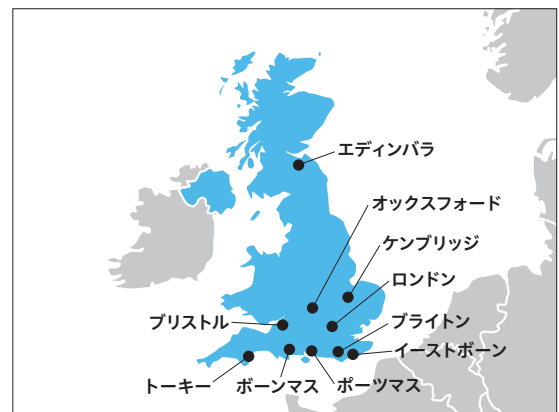 エディンバラ
オックスフォード
ケンブリッジ
ロンドン
ブリストル
ブライトン
イーストボーン
トーキー
ボーンマス
ポーツマス